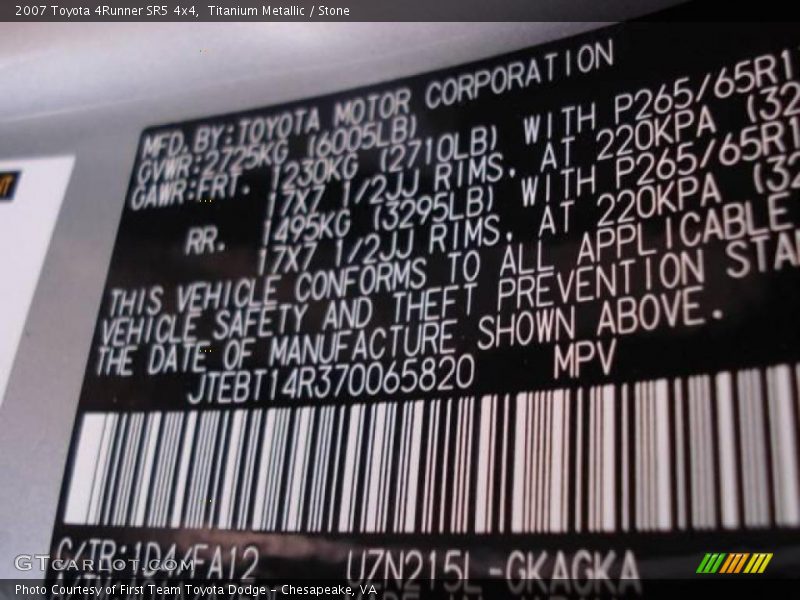 2007 Toyota 4Runner SR5 4x4, Titanium Metallic / Stone
MFD.BY:TOYOTA MOTOR CORPORATION
GVWR:2725KG (6005LB)
GAWR:FRT. 1230KG (2710LB) WITH P265/65R1
17X7 1/2JJ RIMS, AT 220KPA (32
RR. 1495KG (3295LB) WITH P265/65R1
17X7 1/2JJ RIMS, AT 220KPA (32
THIS VEHICLE CONFORMS TO ALL APPLICABLE
VEHICLE SAFETY AND THEFT PREVENTION STA
THE DATE OF MANUFACTURE SHOWN ABOVE.
JTEBT14R370065820 MPV
C/TR:1D4/FA12 UZN215L-GKAGKA
GTCARLOT.COM
Photo Courtesy of First Team Toyota Dodge – Chesapeake, VA